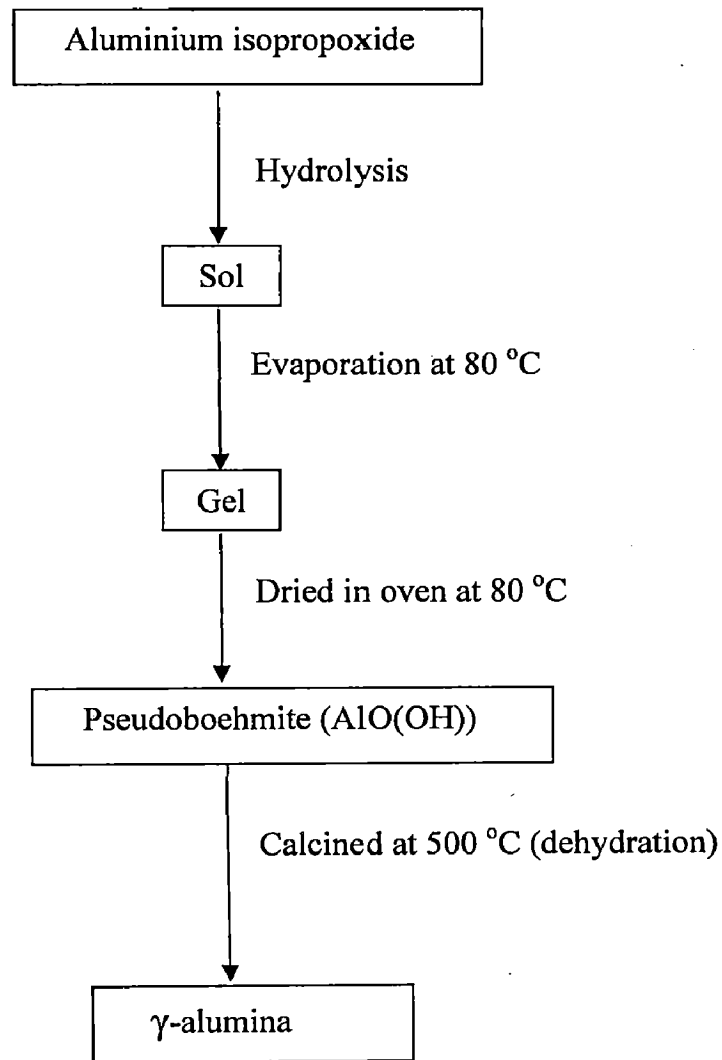 Aluminium isopropoxide
Hydrolysis
Sol
Evaporation at 80 °C
Gel
Dried in oven at 80 °C
Pseudoboehmite (AlO(OH))
Calcined at 500 °C (dehydration)
γ-alumina